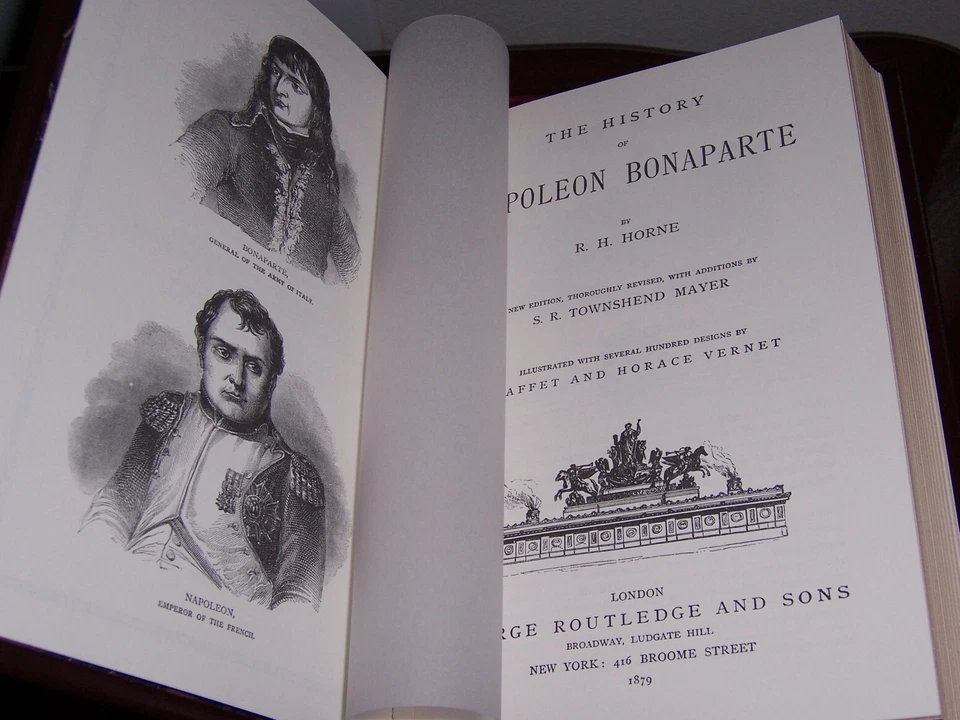 BONAPARTE,
GENERAL OF THE ARMY OF ITALY.
NAPOLEON,
EMPEROR OF THE FRENCH.
THE HISTORY
OF
POLEON BONAPARTE
BY
R. H. HORNE
NEW EDITION, THOROUGHLY REVISED, WITH ADDITIONS BY
S. R. TOWNSHEND MAYER
ILLUSTRATED WITH SEVERAL HUNDRED DESIGNS BY
AFFET AND HORACE VERNET
LONDON
RGE ROUTLEDGE AND SONS
BROADWAY, LUDGATE HILL
NEW YORK: 416 BROOME STREET
1879